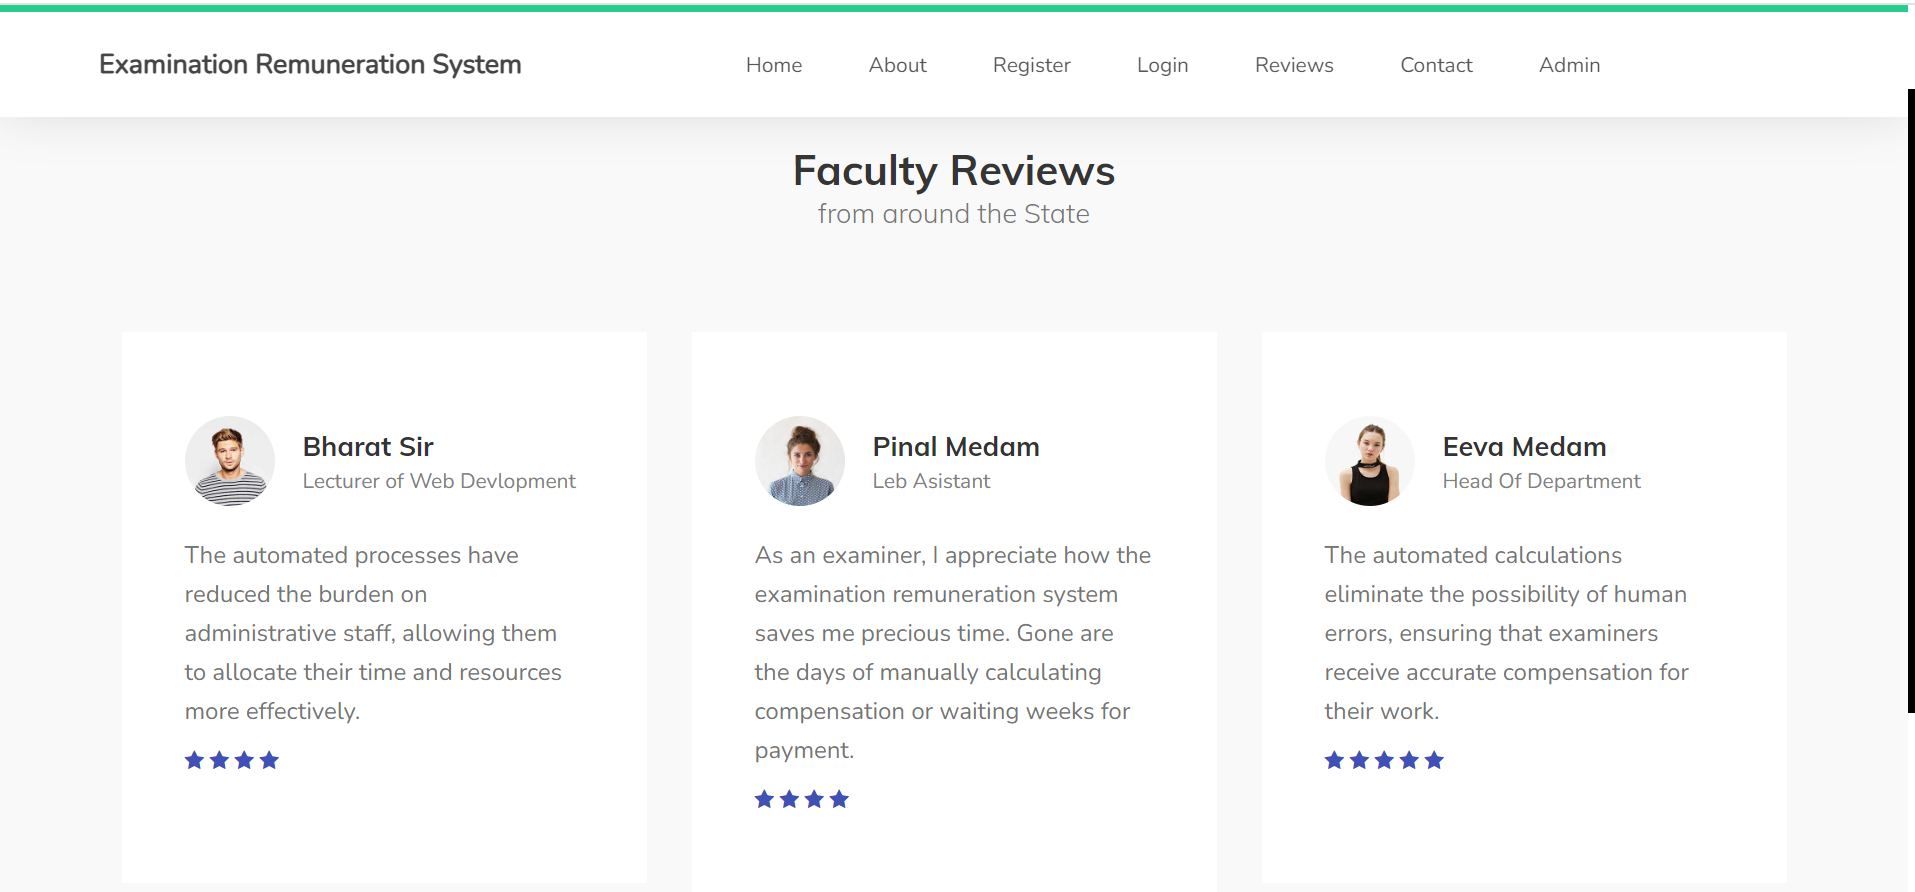 Examination Remuneration System
Home About Register Login Reviews Contact Admin
Faculty Reviews
from around the State
Bharat Sir
Lecturer of Web Devlopment
The automated processes have
reduced the burden on
administrative staff, allowing them
to allocate their time and resources
more effectively.
Pinal Medam
Leb Asistant
As an examiner, I appreciate how the
examination remuneration system
saves me precious time. Gone are
the days of manually calculating
compensation or waiting weeks for
payment.
Eeva Medam
Head Of Department
The automated calculations
eliminate the possibility of human
errors, ensuring that examiners
receive accurate compensation for
their work.